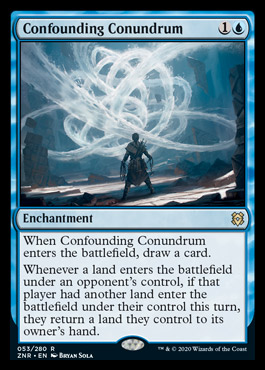 Confounding Conundrum 1
Enchantment
When Confounding Conundrum
enters the battlefield, draw a card.
Whenever a land enters the battlefield
under an opponent's control, if that
player had another land enter the
battlefield under their control this turn,
they return a land they control to its
owner's hand.
053/280 R
ZNR • EN BRYAN SOLA
™ & © 2020 Wizards of the Coast